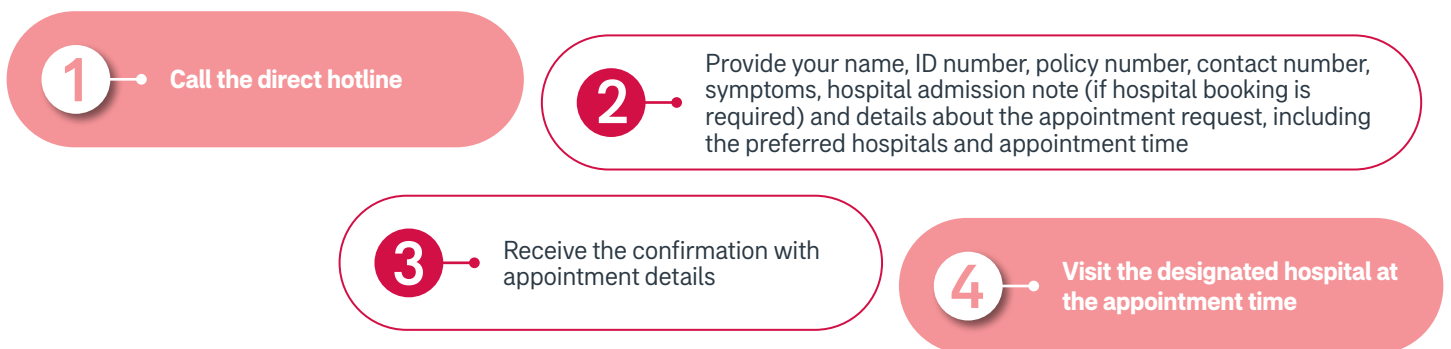 1
Call the direct hotline
2
Provide your name, ID number, policy number, contact number,
symptoms, hospital admission note (if hospital booking is
required) and details about the appointment request, including
the preferred hospitals and appointment time
3
Receive the confirmation with
appointment details
4
Visit the designated hospital at
the appointment time